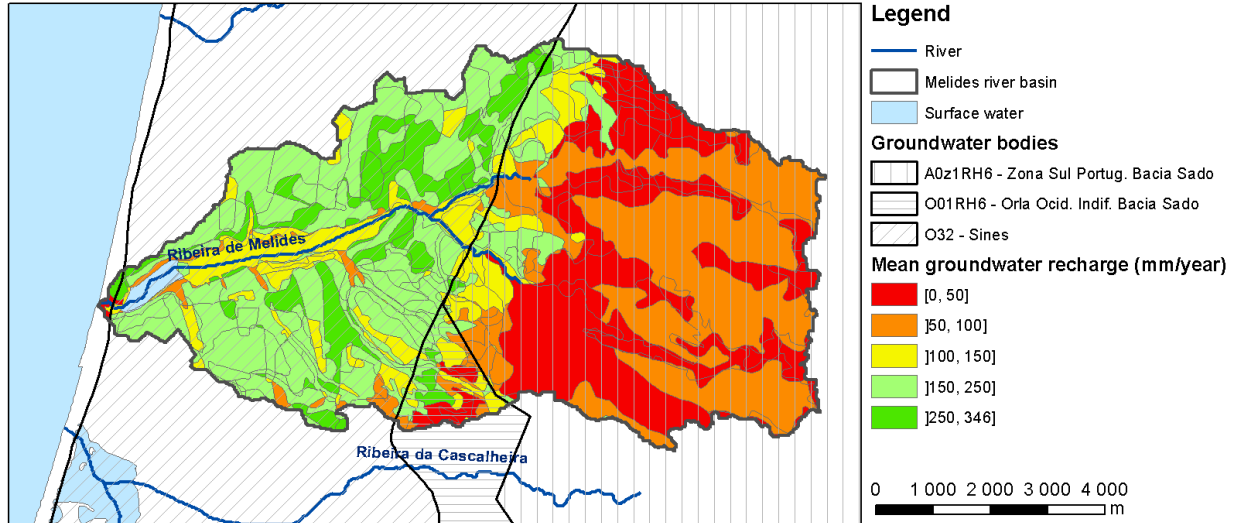 Legend
River
Melides river basin
Surface water
Groundwater bodies
A0z1RH6 - Zona Sul Portug. Bacia Sado
O01RH6 - Orla Ocid. Indif. Bacia Sado
O32 - Sines
Mean groundwater recharge (mm/year)
[0, 50]
]50, 100]
]100, 150]
]150, 250]
]250, 346]
0 1 000 2 000 3 000 4 000
m
Ribeira de Melides
Ribeira da Cascalheira